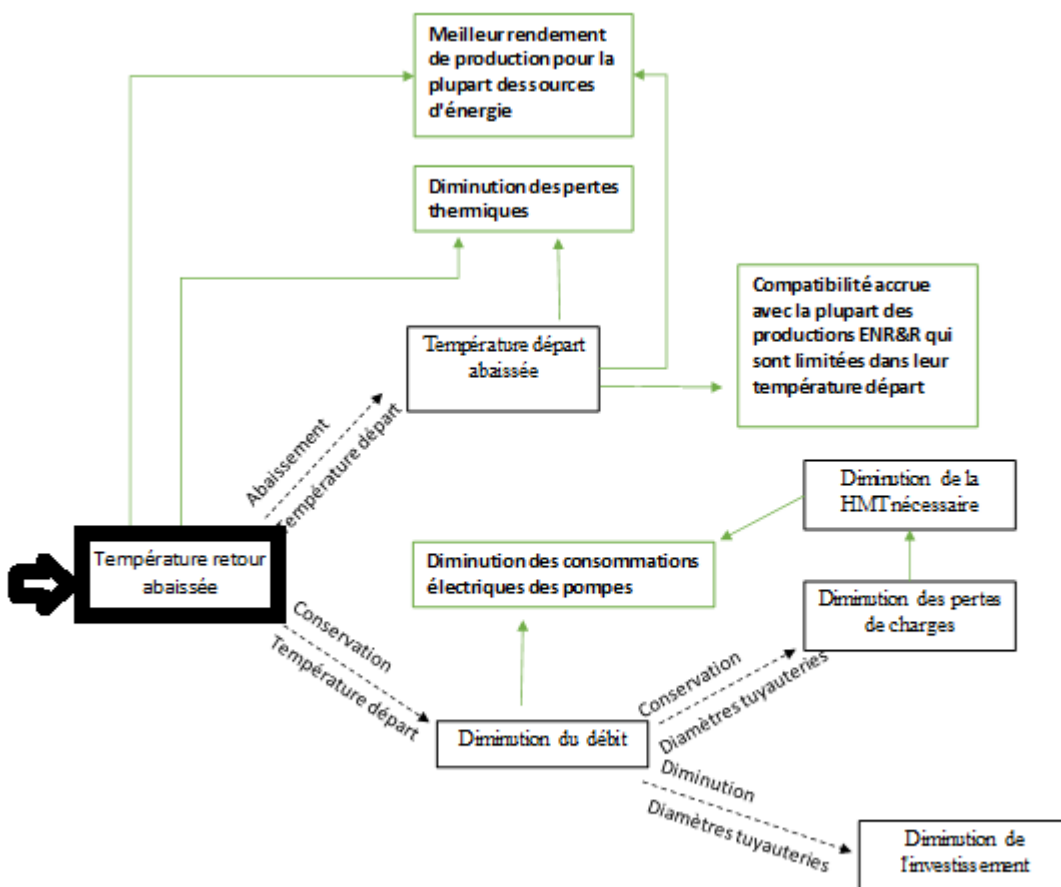 Meilleur rendement
de production pour la
plupart des sources
d'énergie
Diminution des pertes
thermiques
Compatibilité accrue
avec la plupart des
productions ENR&R qui
sont limitées dans leur
température départ
Température départ
abaissée
Abaissement
Température départ
Diminution de la
HMT nécessaire
Température retour
abaissée
Diminution des consommations
électriques des pompes
Diminution des pertes
de charges
Conservation
Température départ
Conservation
Diamètres tuyauteries
Diminution du débit
Diminution
Diamètres tuyauteries
Diminution de
l'investissement